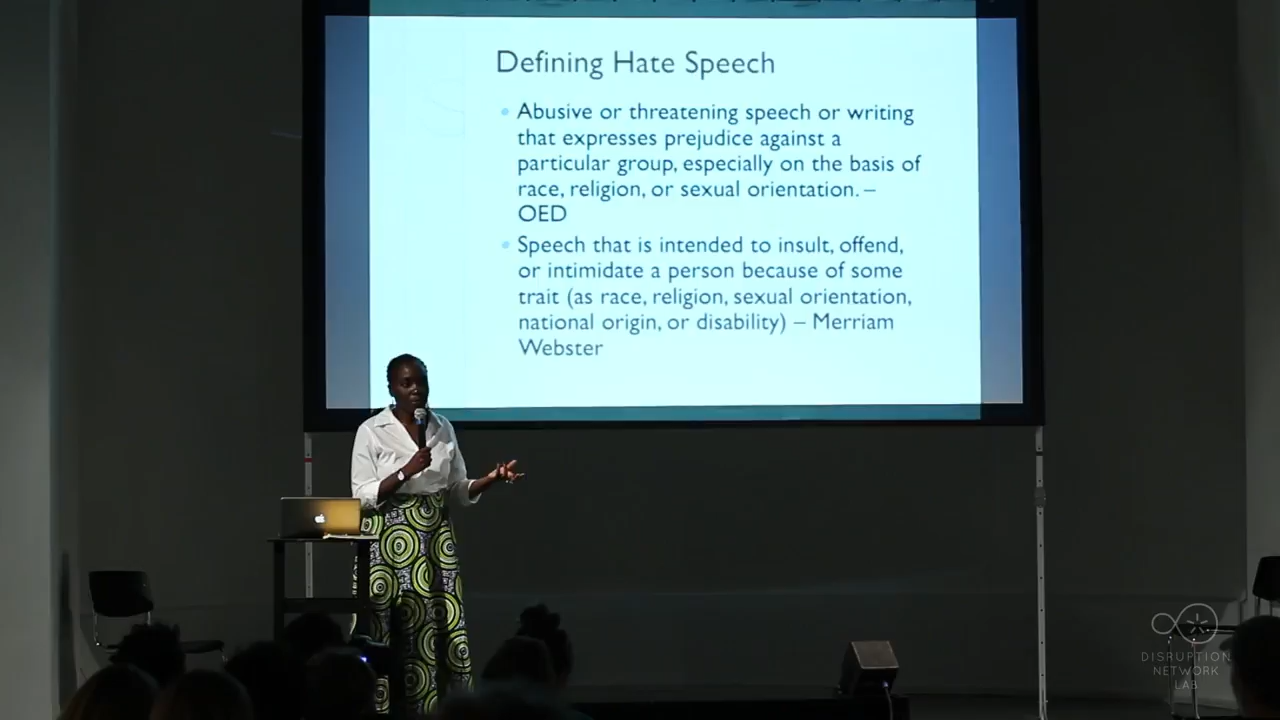 Defining Hate Speech
Abusive or threatening speech or writing
that expresses prejudice against a
particular group, especially on the basis of
race, religion, or sexual orientation. –
OED
Speech that is intended to insult, offend,
or intimidate a person because of some
trait (as race, religion, sexual orientation,
national origin, or disability) – Merriam
Webster
DISRUPTION
NETWORK
LAB